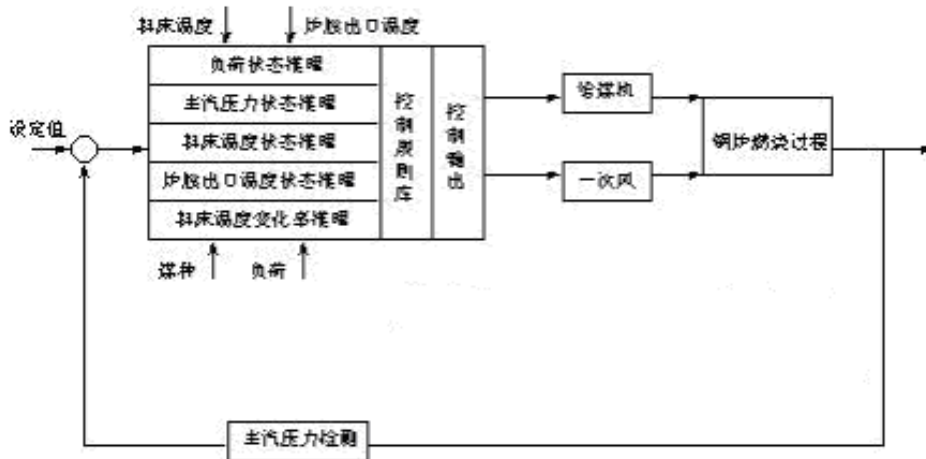 料床温度 炉膛出口温度
负荷状态推理
主汽压力状态推理
料床温度状态推理
炉膛出口温度状态推理
料床温度变化率推理
控制规则库
控制输出
设定值
给煤机
一次风
锅炉燃烧过程
煤种 负荷
主汽压力检测